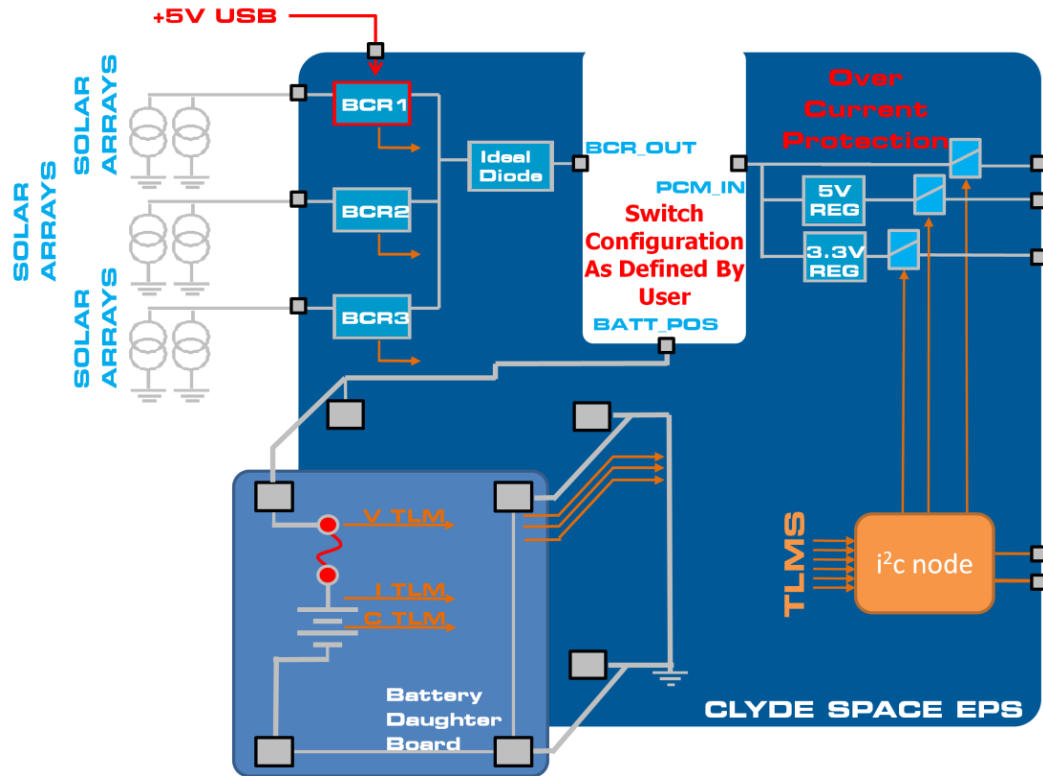 +5V USB
SOLAR
ARRAYS
SOLAR
ARRAYS
SOLAR
ARRAYS
BCR1
BCR2
BCR3
Ideal
Diode
BCR_OUT
PCM_IN
Switch
Configuration
As Defined By
User
BATT_POS
Over
Current
Protection
5V
REG
3.3V
REG
V TLM
I TLM
C TLM
Battery
Daughter
Board
TLMS
i²c node
CLYDE SPACE EPS